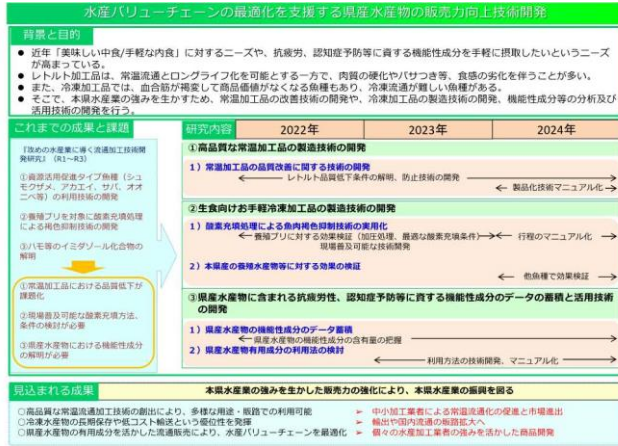 水産バリューチェーンの最適化を支援する県産水産物の販売力向上技術開発
背景と目的
● 近年「美味しい中食/手軽な内食」に対するニーズや、抗疲労、認知症予防等に資する機能性成分を手軽に摂取したいというニーズ
が高まっている。
● レトルト加工品は、常温流通とロングライフ化を可能とする一方で、肉質の硬化やパサつき等、食感の劣化を伴うことが多い。
● また、冷凍加工品では、血合筋が褐変して商品価値がなくなる魚種もあり、冷凍流通が難しい魚種がある。
● そこで、本県水産業の強みを生かすため、常温加工品の改善技術の開発や、冷凍加工品の製造技術の開発、機能性成分等の分析及び
活用技術の開発を行う。
これまでの成果と課題
『攻めの水産業に導く流通加工技術開
発研究』（R1～R3）
①資源活用促進タイプ魚種（シュ
モクザメ、アカエイ、サバ、オオ
ニベ等）の利用技術の開発
②養殖ブリを対象に酸素充填処理
による褐色抑制技術の開発
③ハモ等のイミダゾール化合物の
解明
①常温加工品における品質低下が
課題化
②現場普及可能な酸素充填方法、
条件の検討が必要
③県産水産物における機能性成分
の解明が必要
研究内容 2022年 2023年 2024年
①高品質な常温加工品の製造技術の開発
1）常温加工品の品質改善に関する技術の開発
レトルト品質低下条件の解明、防止技術の開発
製品化技術マニュアル化
②生食向けお手軽冷凍加工品の製造技術の開発
1）酸素充填処理による魚肉褐色抑制技術の実用化
養殖ブリに対する効果検証（加圧処理、最適な酸素充填条件） 行程のマニュアル化
現場普及可能な技術開発
2）本県産の養殖水産物等に対する効果の検証
他魚種で効果検証
③県産水産物に含まれる抗疲労性、認知症予防等に資する機能性成分のデータの蓄積と活用技術
の開発
1）県産水産物の機能性成分のデータ蓄積
県産水産物の機能性成分の含有量の把握
2）県産水産物有用成分の利用法の検討
利用方法の技術開発、マニュアル化
見込まれる成果 本県水産業の強みを生かした販売力の強化により、本県水産業の振興を図る
○高品質な常温流通加工技術の創出により、多様な用途・販路での利用可能 ➢ 中小加工業者による常温流通化の促進と市場進出
○冷凍水産物の長期保存や低コスト輸送という優位性を発揮 ➢ 輸出や国内流通の販路拡大へ
○県産水産物の有用成分を活かした流通販売により、水産バリューチェーンを最適化 ➢ 個々の水産加工業者の強みを活かした商品開発